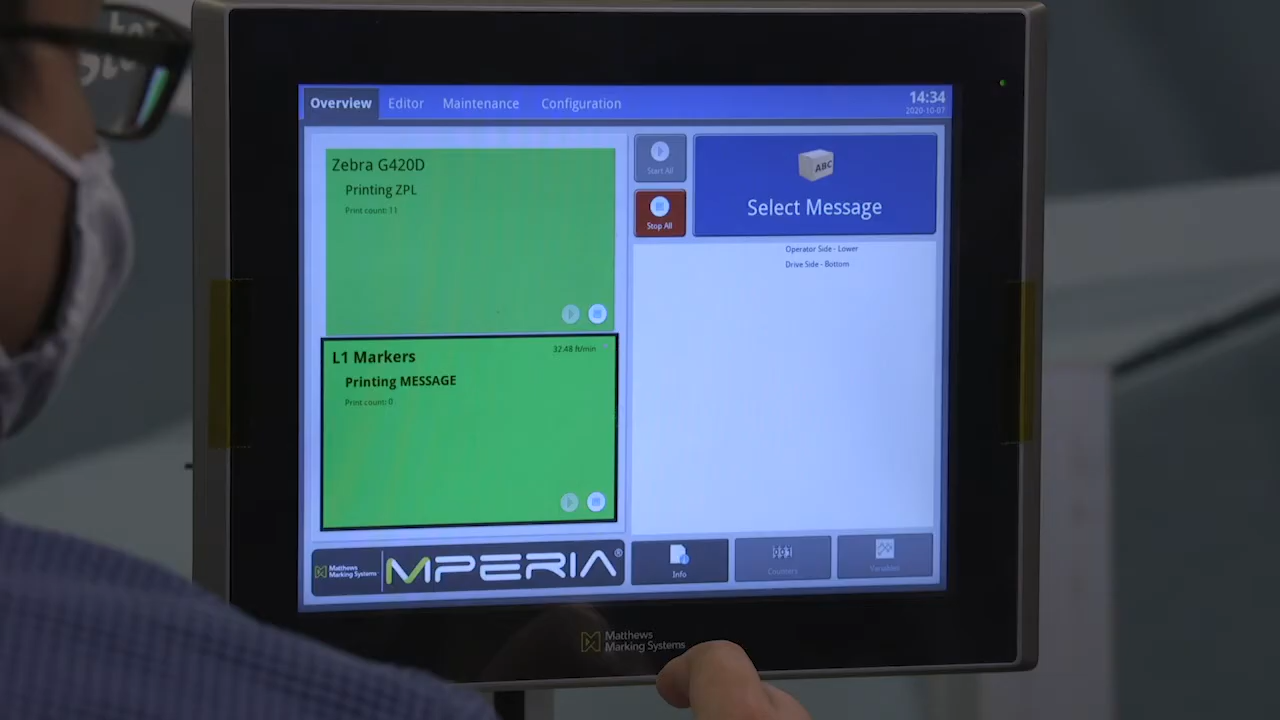 Overview Editor Maintenance Configuration
14:34
2020-10-07
Zebra G420D
Printing ZPL
Print count: 11
Start All
Stop All
ABC
Select Message
Operator Side - Lower
Drive Side - Bottom
L1 Markers
32.48 ft/min
Printing MESSAGE
Print count: 0
Matthews
Marking Systems
MPERIA®
Info
Counters
Variables
Matthews
Marking Systems